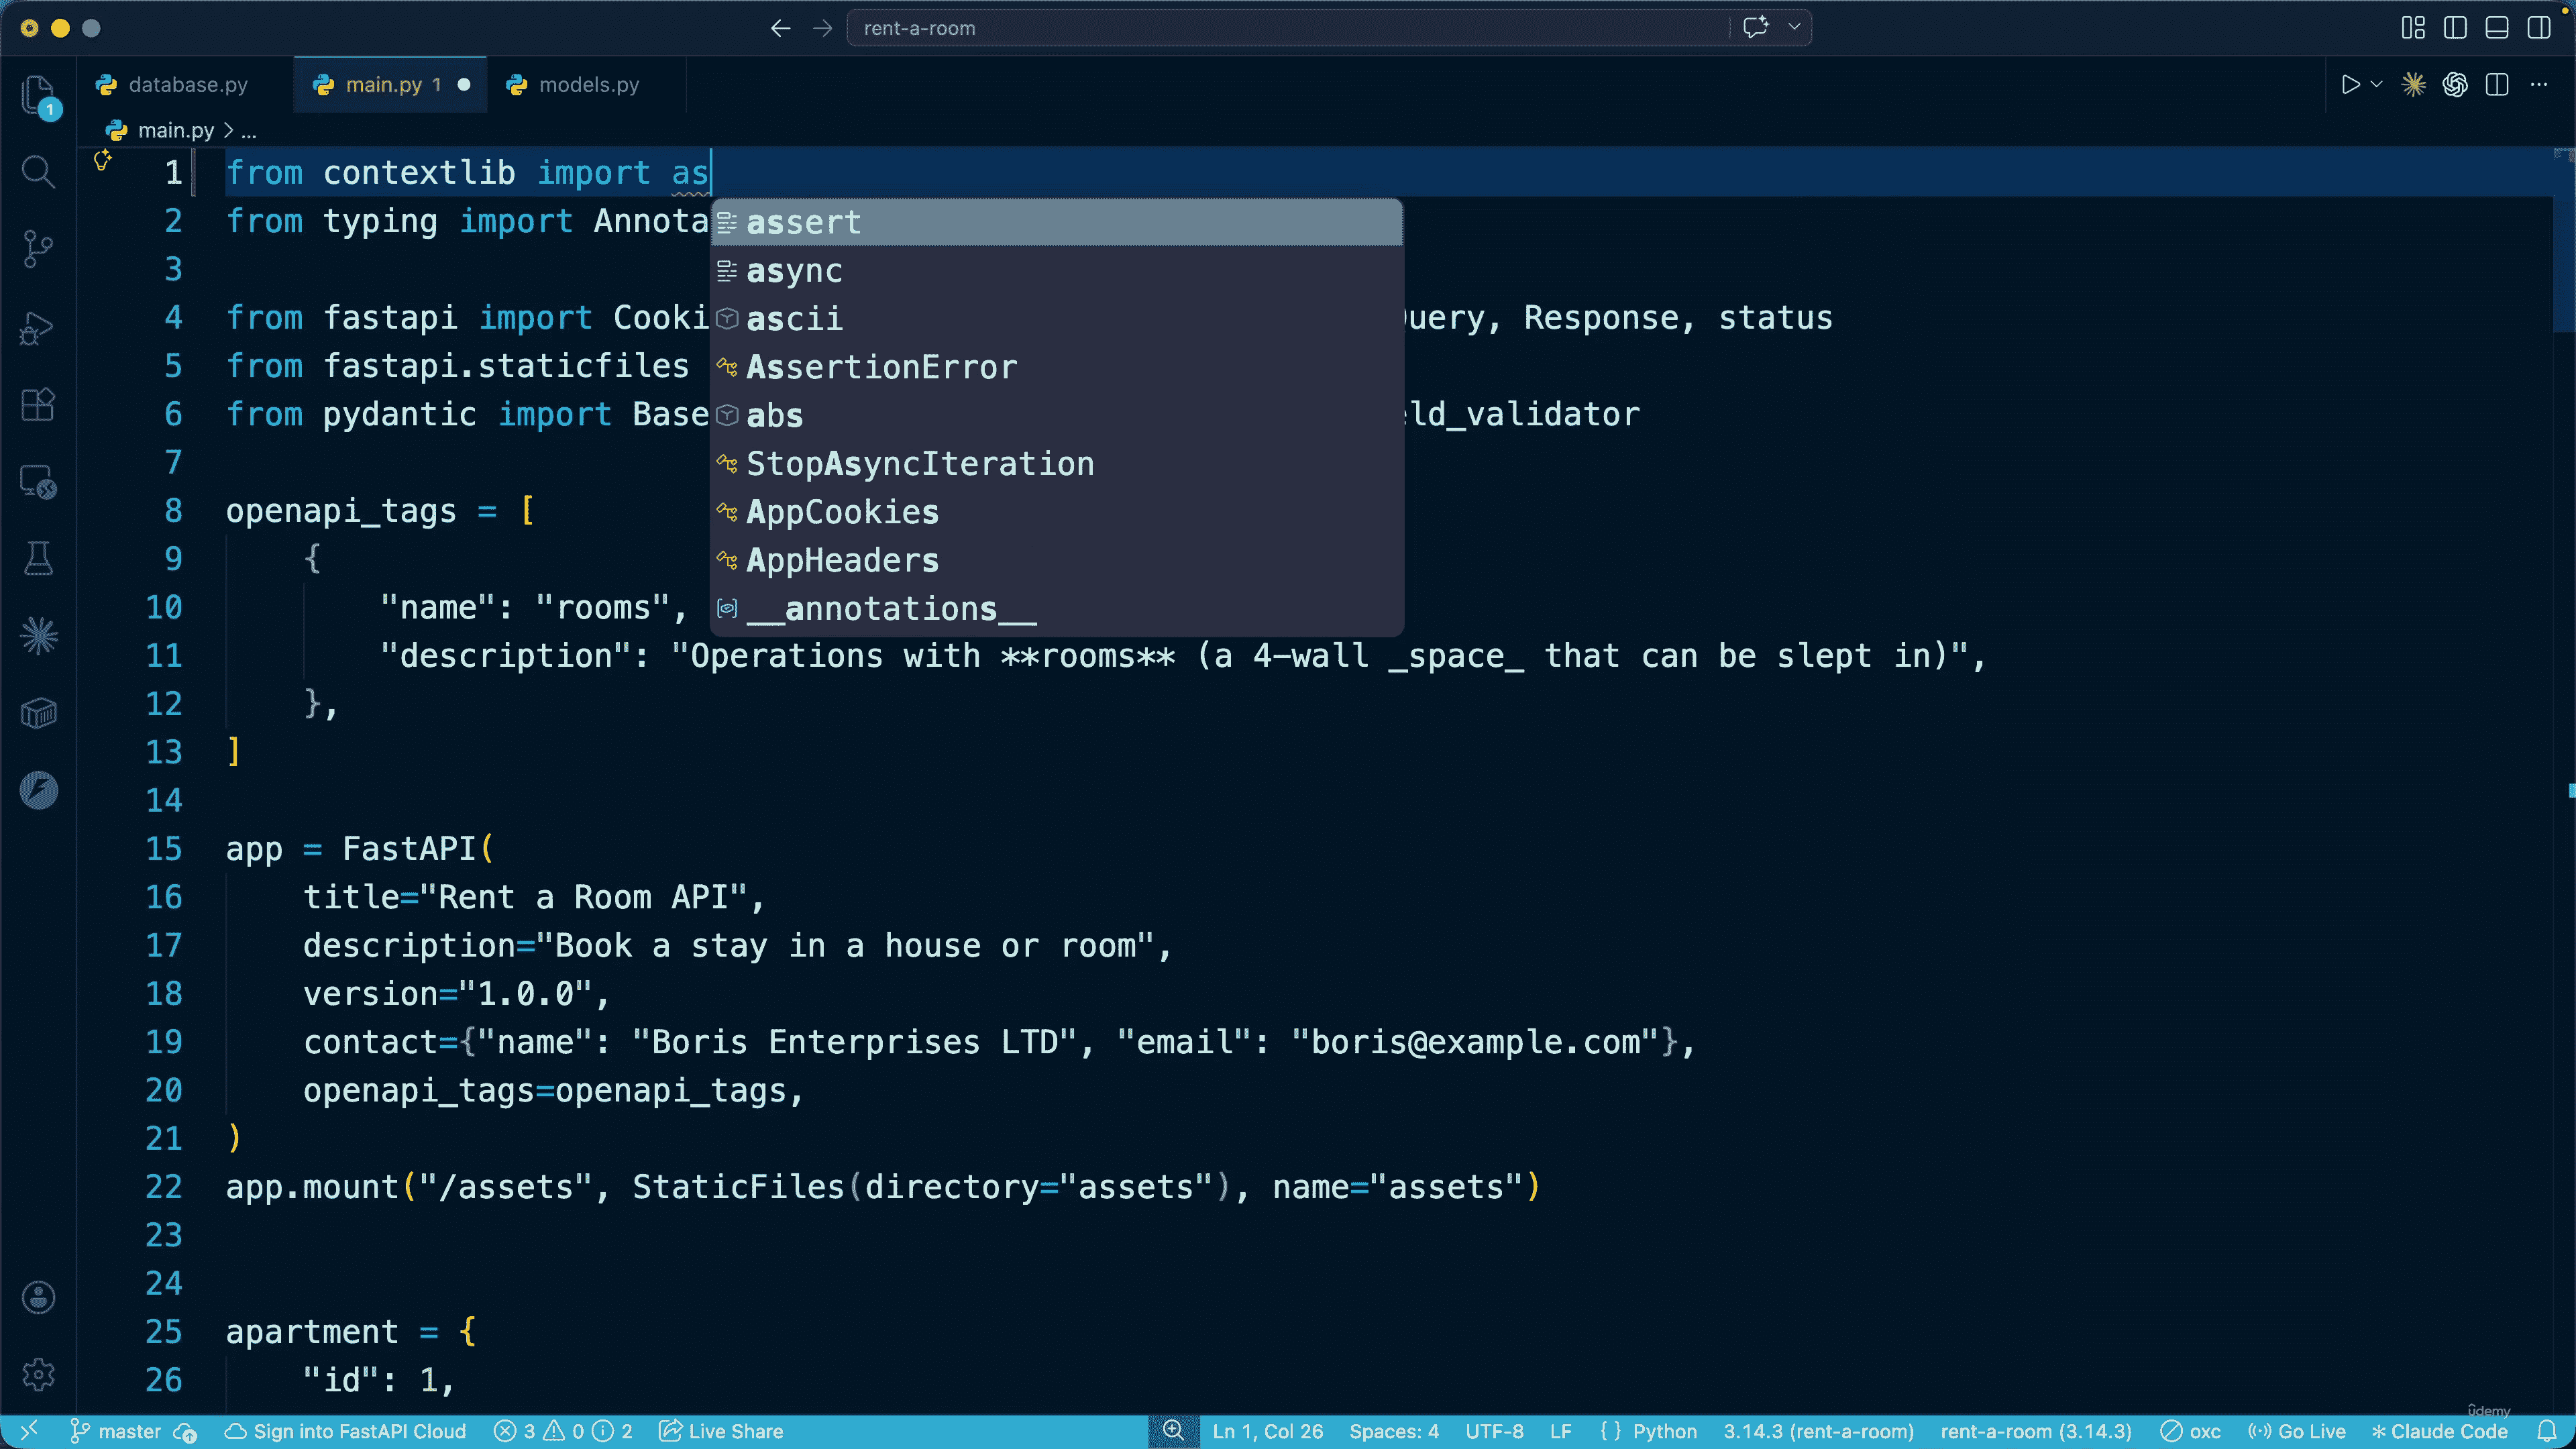 rent-a-room
database.py
main.py 1
models.py
main.py > ...
1 from contextlib import as
2 from typing import Annota
assert
async
ascii
AssertionError
abs
StopAsyncIteration
AppCookies
AppHeaders
__annotations__
3
4 from fastapi import Cooki uery, Response, status
5 from fastapi.staticfiles
6 from pydantic import Base ld_validator
7
8 openapi_tags = [
9 {
10 "name": "rooms",
11 "description": "Operations with **rooms** (a 4-wall _space_ that can be slept in)",
12 },
13 ]
14
15 app = FastAPI(
16 title="Rent a Room API",
17 description="Book a stay in a house or room",
18 version="1.0.0",
19 contact={"name": "Boris Enterprises LTD", "email": "boris@example.com"},
20 openapi_tags=openapi_tags,
21 )
22 app.mount("/assets", StaticFiles(directory="assets"), name="assets")
23
24
25 apartment = {
26 "id": 1,
1
udemy
master Sign into FastAPI Cloud 3 0 2 Live Share Ln 1, Col 26 Spaces: 4 UTF-8 LF { } Python 3.14.3 (rent-a-room) rent-a-room (3.14.3) oxc Go Live Claude Code